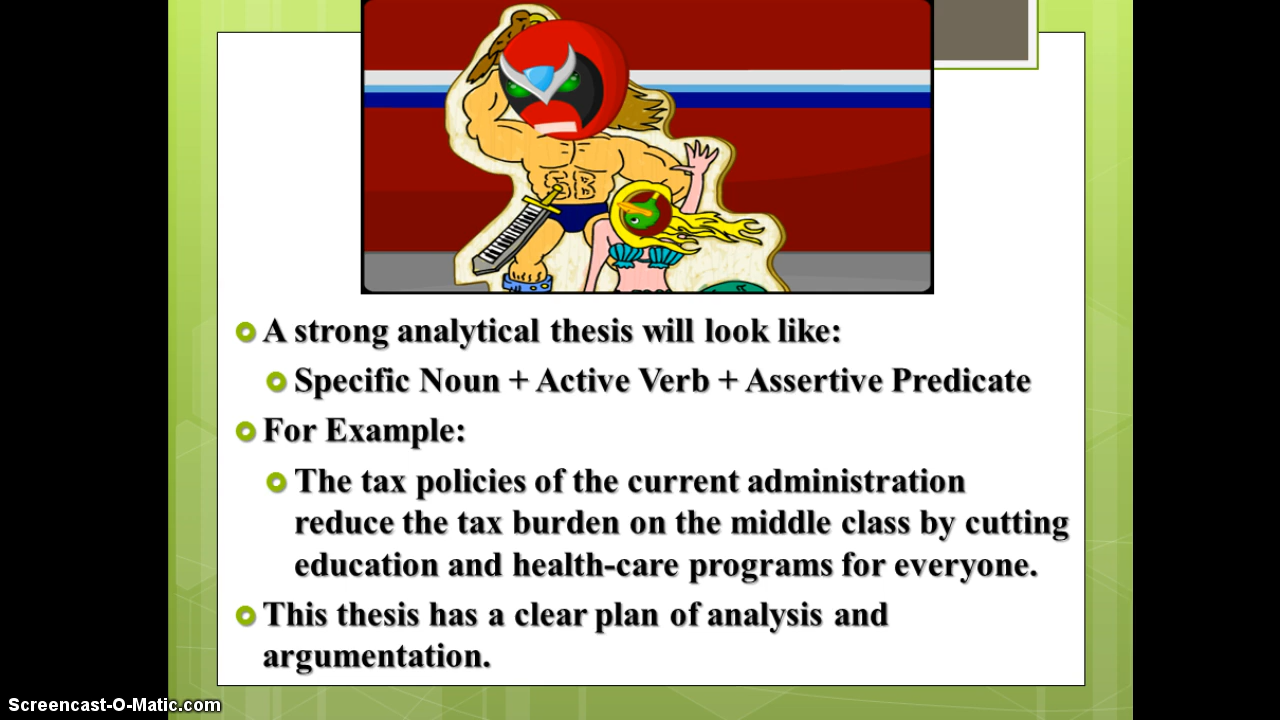 SB
A strong analytical thesis will look like:
Specific Noun + Active Verb + Assertive Predicate
For Example:
The tax policies of the current administration
reduce the tax burden on the middle class by cutting
education and health-care programs for everyone.
This thesis has a clear plan of analysis and
argumentation.
Screencast-O-Matic.com